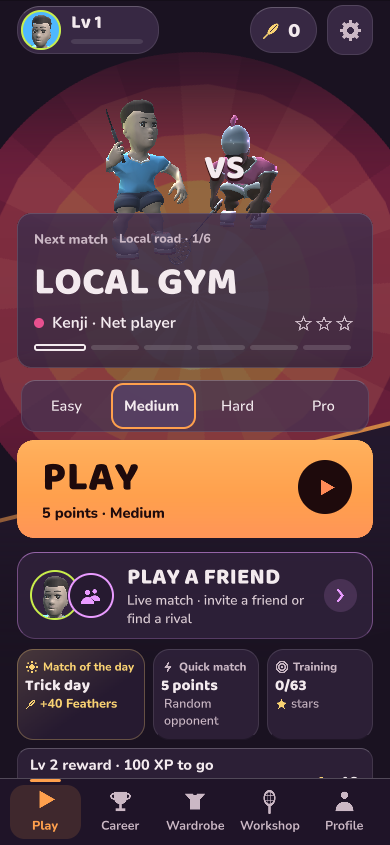 Lv 1
0
VS
Next match · Local road · 1/6
LOCAL GYM
Kenji · Net player
Easy
Medium
Hard
Pro
PLAY
5 points · Medium
PLAY A FRIEND
Live match · invite a friend or
find a rival
Match of the day
Trick day
+40 Feathers
Quick match
5 points
Random
opponent
Training
0/63
stars
Lv 2 reward · 100 XP to go
Play
Career
Wardrobe
Workshop
Profile